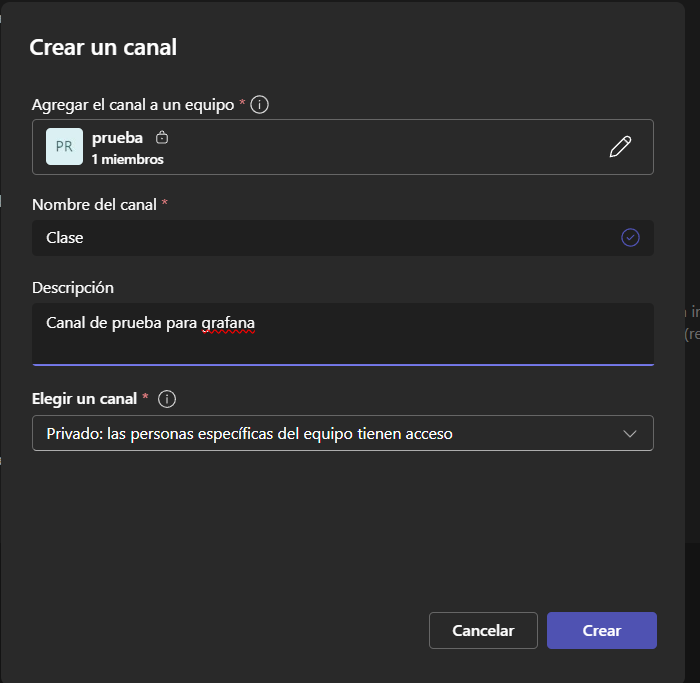 Crear un canal
Agregar el canal a un equipo *
PR
prueba
1 miembros
Nombre del canal *
Clase
Descripción
Canal de prueba para grafana
Elegir un canal *
Privado: las personas específicas del equipo tienen acceso
Cancelar
Crear